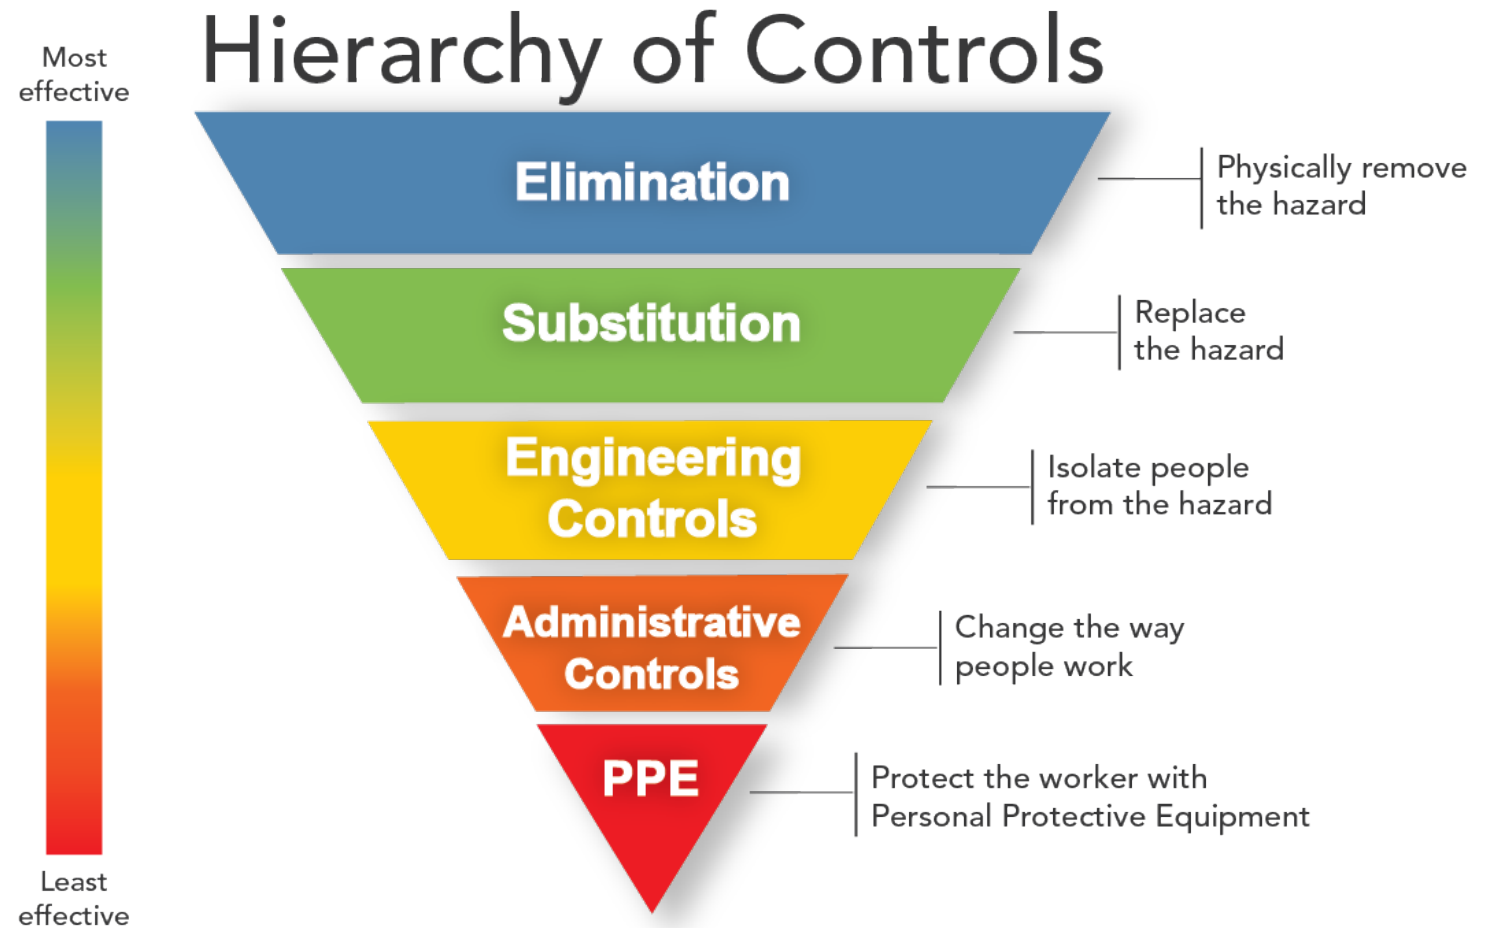 Hierarchy of Controls
Most
effective
Elimination
Physically remove
the hazard
Substitution
Replace
the hazard
Engineering
Controls
Isolate people
from the hazard
Administrative
Controls
Change the way
people work
PPE
Protect the worker with
Personal Protective Equipment
Least
effective